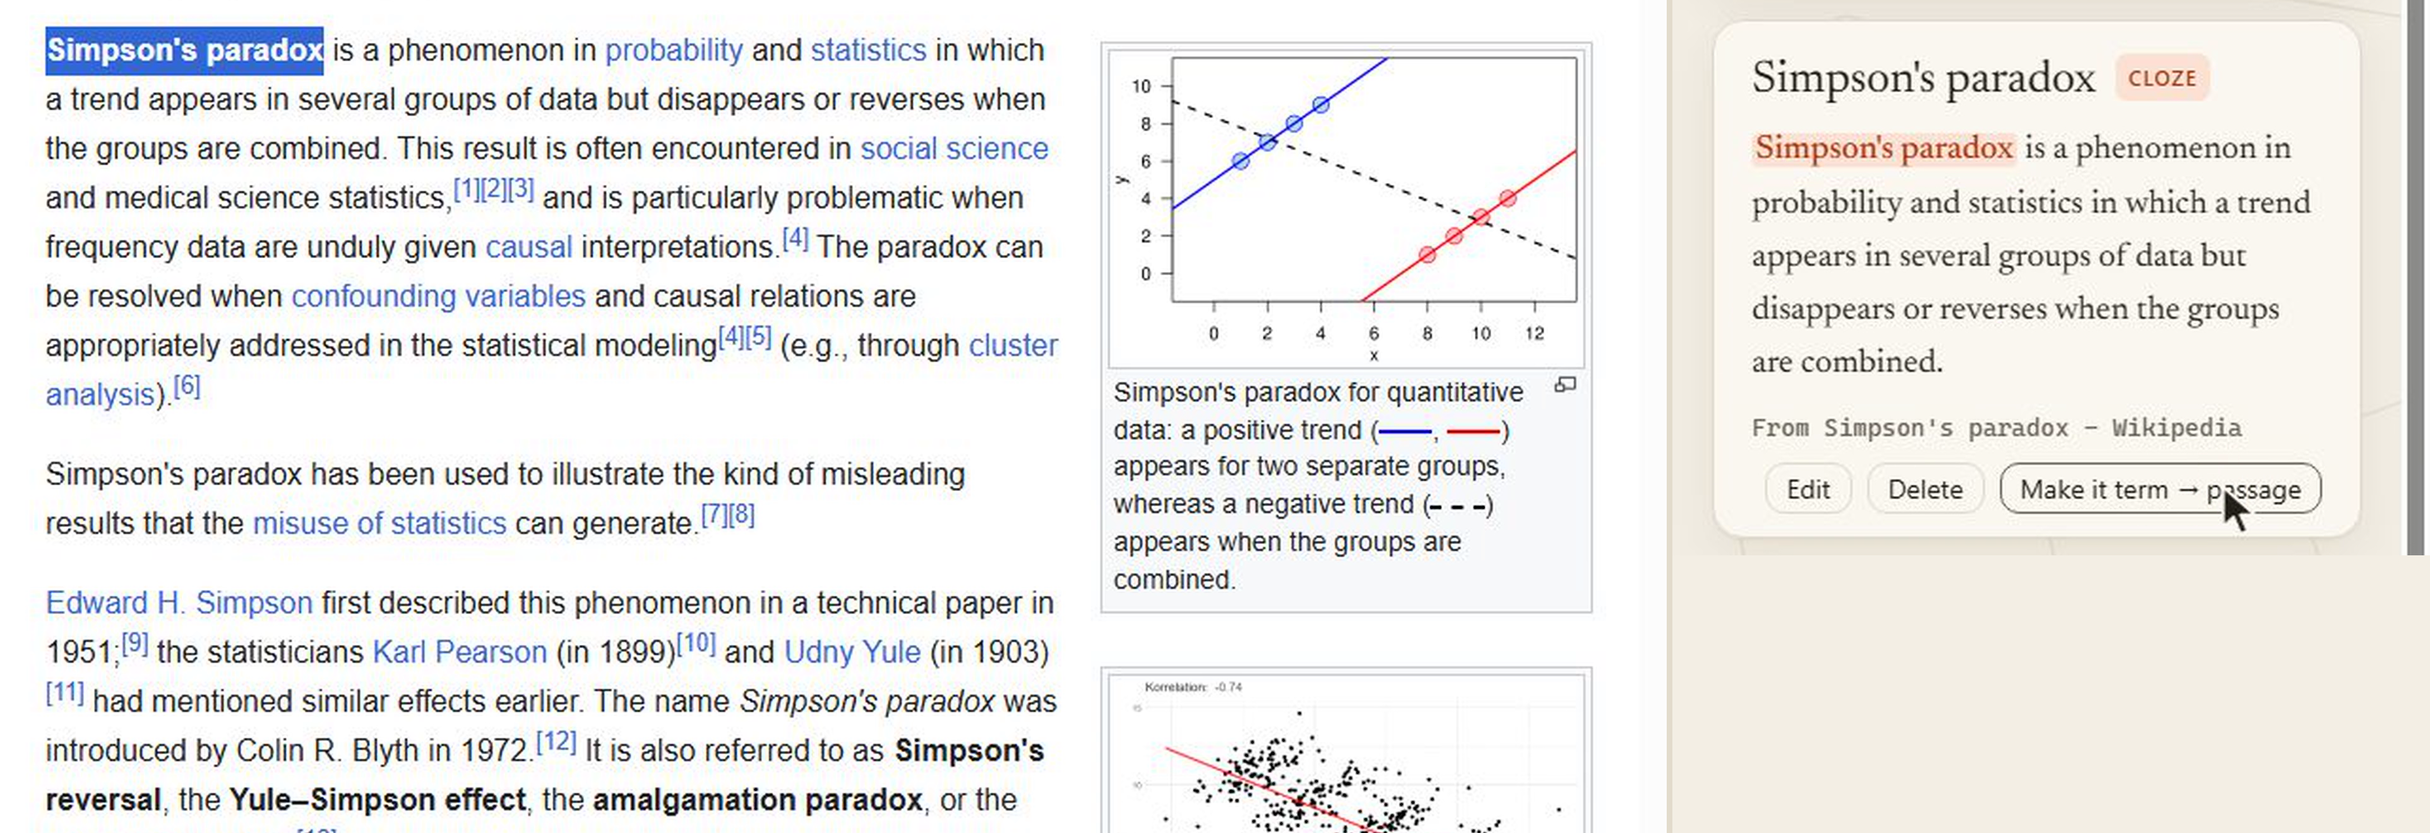 Simpson's paradox is a phenomenon in probability and statistics in which
a trend appears in several groups of data but disappears or reverses when
the groups are combined. This result is often encountered in social science
and medical science statistics,[1][2][3] and is particularly problematic when
frequency data are unduly given causal interpretations.[4] The paradox can
be resolved when confounding variables and causal relations are
appropriately addressed in the statistical modeling[4][5] (e.g., through cluster
analysis).[6]
Simpson's paradox has been used to illustrate the kind of misleading
results that the misuse of statistics can generate.[7][8]
Edward H. Simpson first described this phenomenon in a technical paper in
1951;[9] the statisticians Karl Pearson (in 1899)[10] and Udny Yule (in 1903)
[11] had mentioned similar effects earlier. The name Simpson's paradox was
introduced by Colin R. Blyth in 1972.[12] It is also referred to as Simpson's
reversal, the Yule–Simpson effect, the amalgamation paradox, or the
10
8
6
4
2
0
y
0 2 4 6 8 10 12
x
Simpson's paradox for quantitative
data: a positive trend (——, ——)
appears for two separate groups,
whereas a negative trend (- - -)
appears when the groups are
combined.
Korrelation: -0.74
15
10
Simpson's paradox CLOZE
Simpson's paradox is a phenomenon in
probability and statistics in which a trend
appears in several groups of data but
disappears or reverses when the groups
are combined.
From Simpson's paradox – Wikipedia
Edit Delete Make it term → passage